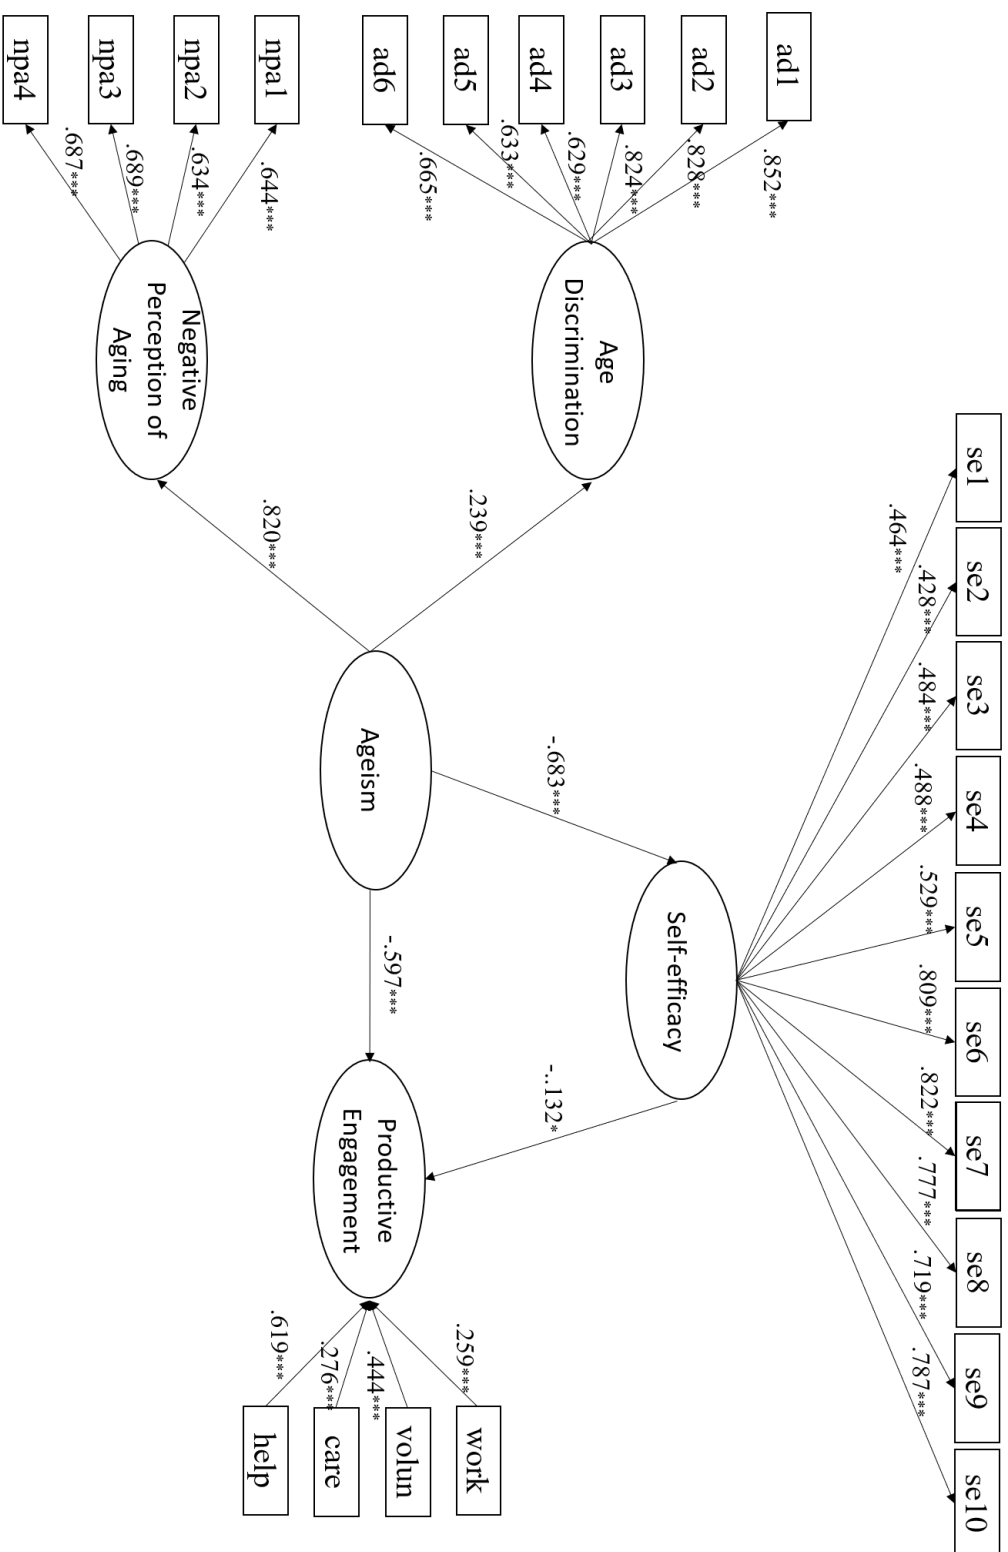 se1
se2
se3
se4
se5
se6
se7
se8
se9
se10
.464***
.428***
.484***
.488***
.529***
.809***
.822***
.777***
.719***
.787***
ad1
ad2
ad3
ad4
ad5
ad6
.852***
.828***
.824***
.629***
.633***
.665***
Age
Discrimination
Self-efficacy
.239***
-.683***
-..132*
npa1
npa2
npa3
npa4
.644***
.634***
.689***
.687***
Negative
Perception of
Aging
.820***
Ageism
-.597***
Productive
Engagement
.259***
.444***
.276***
.619***
work
volun
care
help